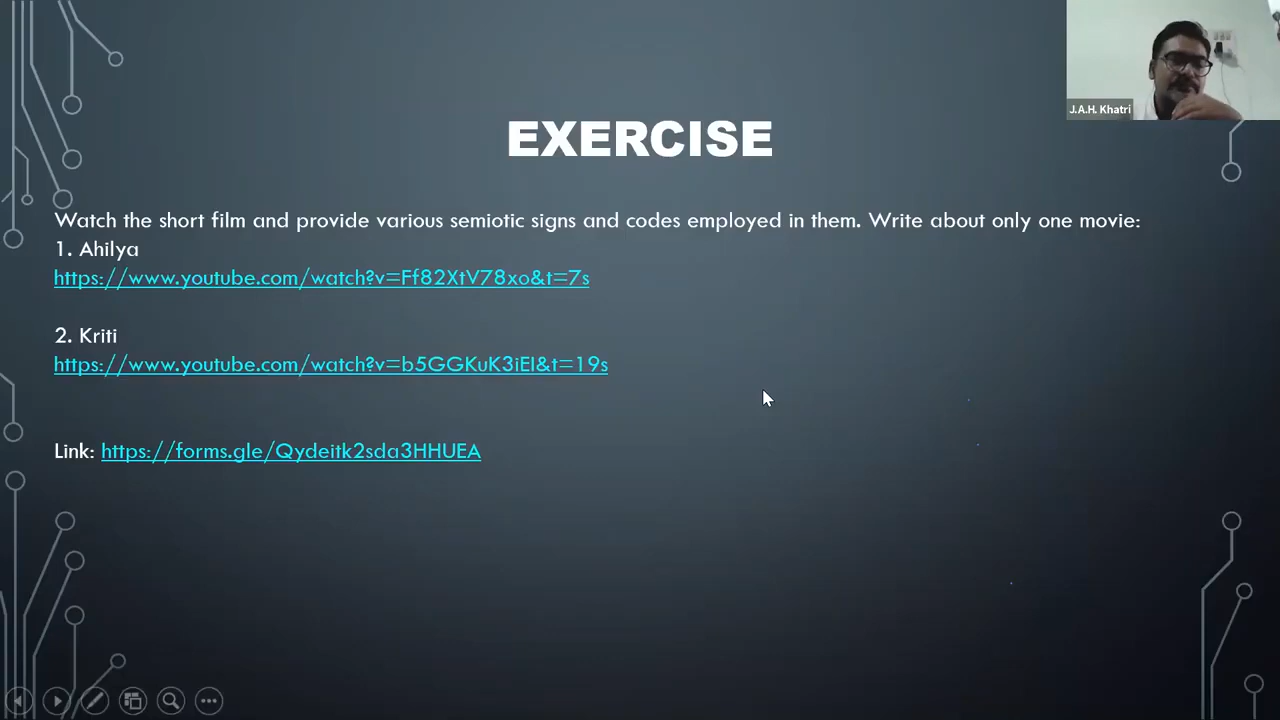 J.A.H. Khatri
EXERCISE
Watch the short film and provide various semiotic signs and codes employed in them. Write about only one movie:
1. Ahilya
https://www.youtube.com/watch?v=Ff82XtV78xo&t=7s
2. Kriti
https://www.youtube.com/watch?v=b5GGKuK3iEI&t=19s
Link: https://forms.gle/Qydeitk2sda3HHUEA